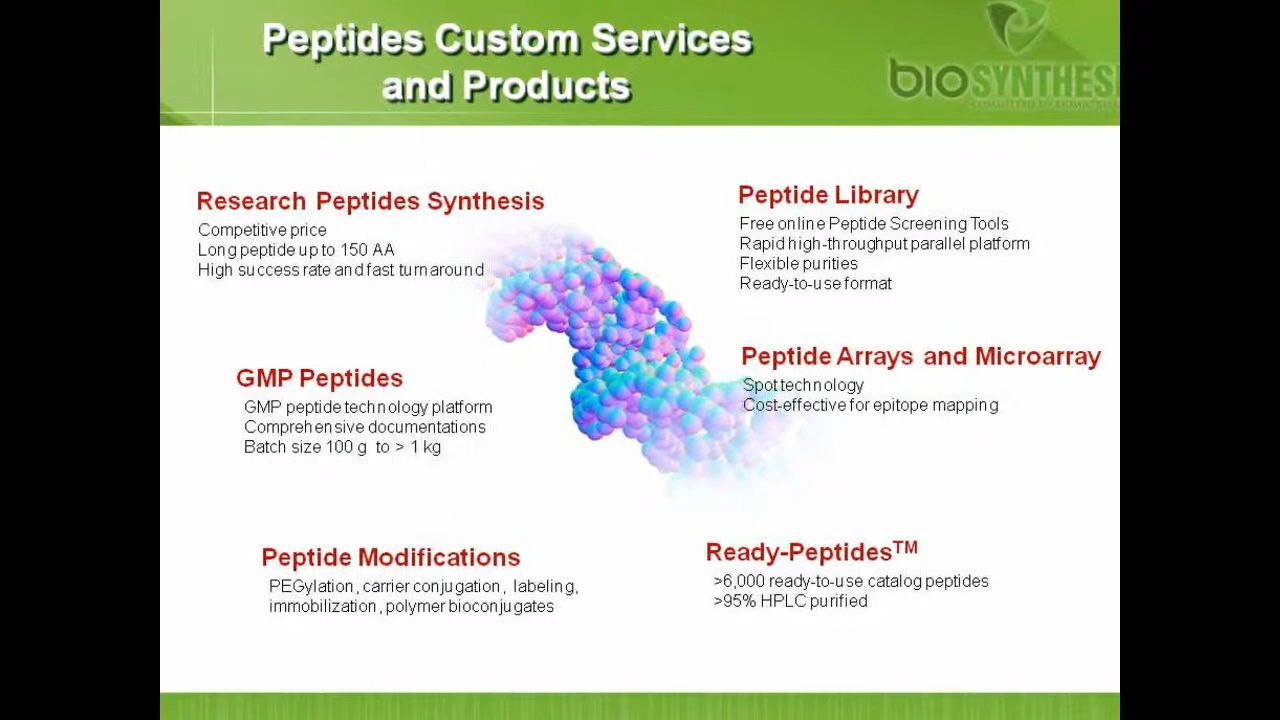 Peptides Custom Services
and Products
bio SYNTHESI
Research Peptides Synthesis
Competitive price
Long peptide up to 150 AA
High success rate and fast turnaround
GMP Peptides
GMP peptide technology platform
Comprehensive documentations
Batch size 100 g to > 1 kg
Peptide Modifications
PEGylation, carrier conjugation, labeling,
immobilization, polymer bioconjugates
Peptide Library
Free online Peptide Screening Tools
Rapid high-throughput parallel platform
Flexible purities
Ready-to-use format
Peptide Arrays and Microarray
Spot technology
Cost-effective for epitope mapping
Ready-Peptides™
>6,000 ready-to-use catalog peptides
>95% HPLC purified